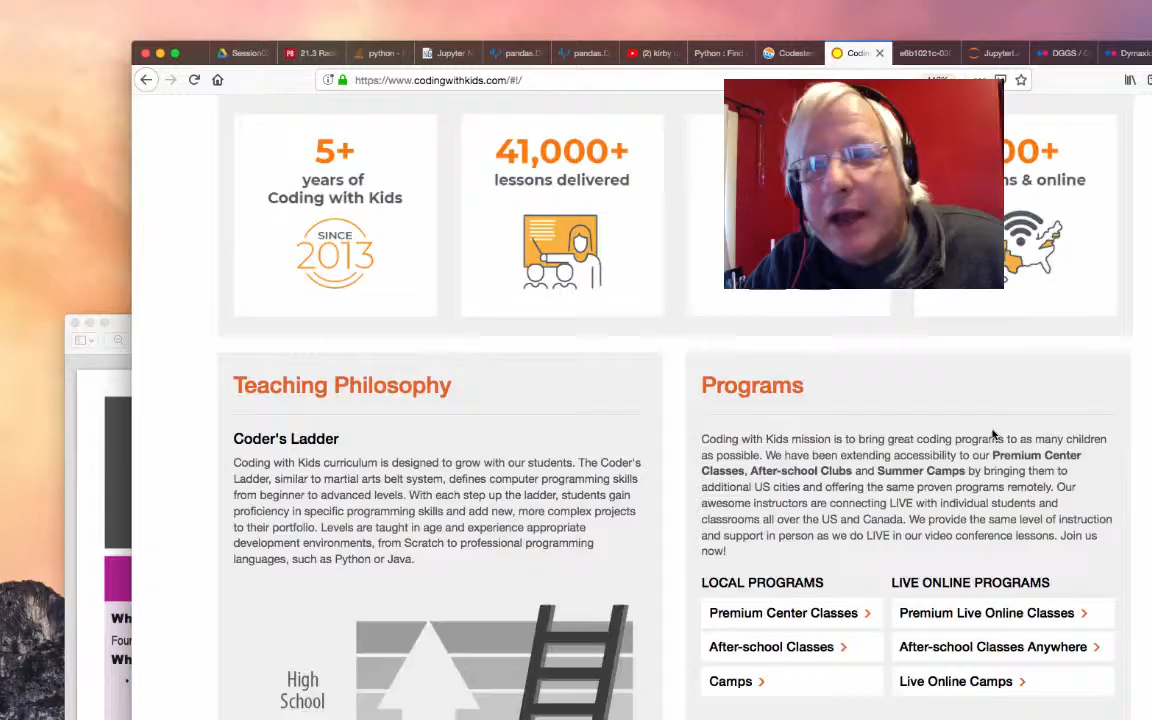 Session0
21.3 Rac
python -
Jupyter N
pandas.D
pandas.D
(2) kirby u
Python : Find
Codester
Codin
e6b1021c-03
Jupyterl
DGGS / G
Dymaxio
https://www.codingwithkids.com/#!/
5+
years of
Coding with Kids
SINCE
2013
41,000+
lessons delivered
00+
ns & online
Teaching Philosophy
Coder's Ladder
Coding with Kids curriculum is designed to grow with our students. The Coder's
Ladder, similar to martial arts belt system, defines computer programming skills
from beginner to advanced levels. With each step up the ladder, students gain
proficiency in specific programming skills and add new, more complex projects
to their portfolio. Levels are taught in age and experience appropriate
development environments, from Scratch to professional programming
languages, such as Python or Java.
High
School
Programs
Coding with Kids mission is to bring great coding programs to as many children
as possible. We have been extending accessibility to our Premium Center
Classes, After-school Clubs and Summer Camps by bringing them to
additional US cities and offering the same proven programs remotely. Our
awesome instructors are connecting LIVE with individual students and
classrooms all over the US and Canada. We provide the same level of instruction
and support in person as we do LIVE in our video conference lessons. Join us
now!
LOCAL PROGRAMS
Premium Center Classes
After-school Classes
Camps
LIVE ONLINE PROGRAMS
Premium Live Online Classes
After-school Classes Anywhere
Live Online Camps
Wh
Four
Wh